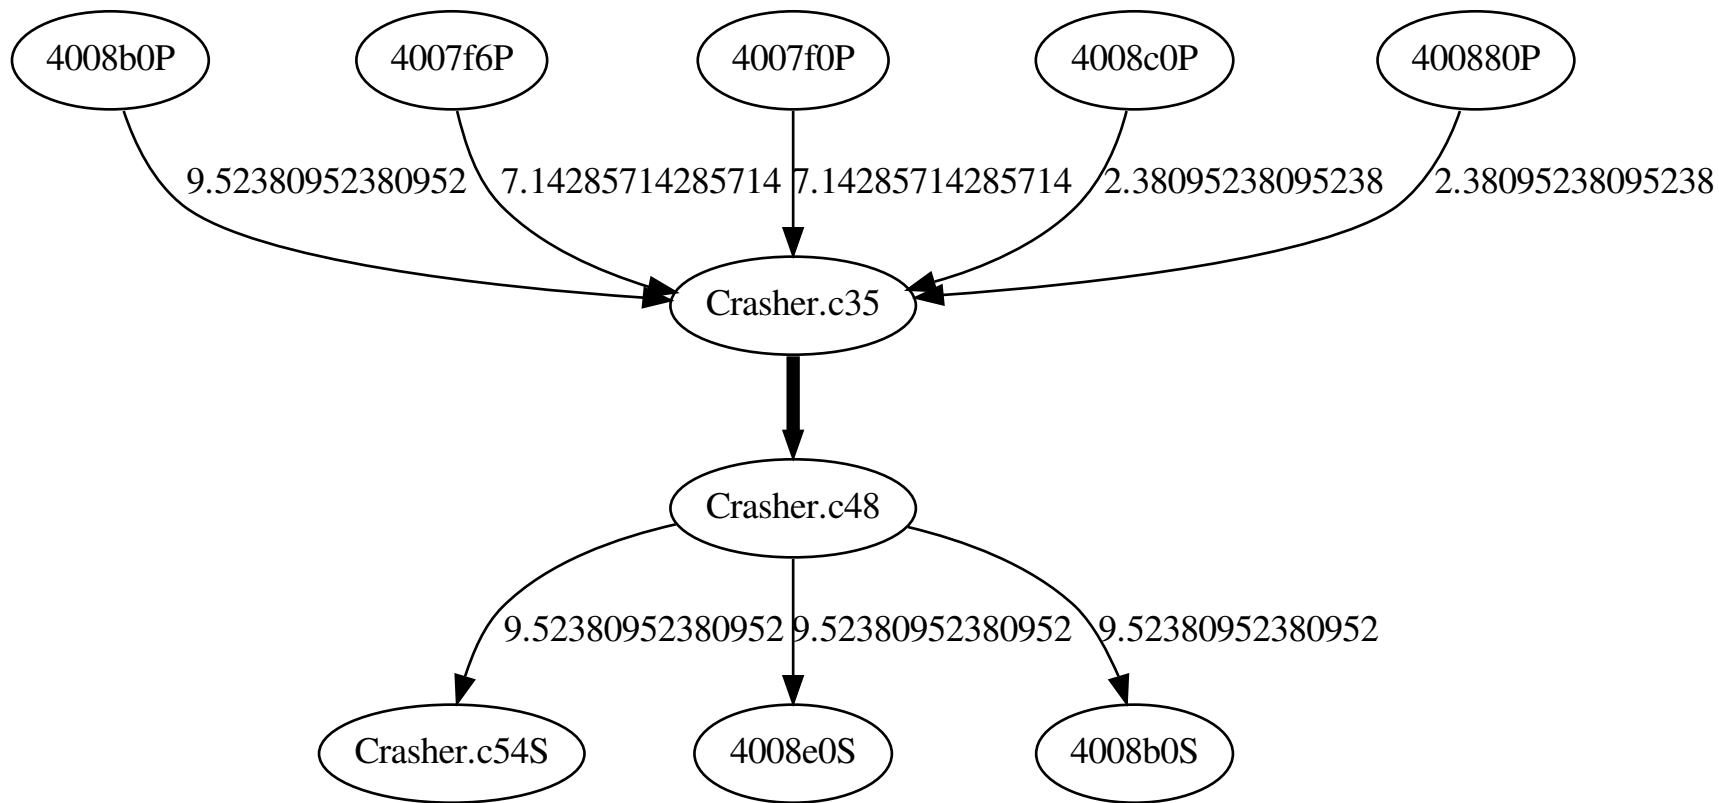 4008b0P 4007f6P 4007f0P 4008c0P 400880P
9.52380952380952 7.14285714285714 7.14285714285714 2.38095238095238 2.38095238095238
Crasher.c35
Crasher.c48
9.52380952380952 9.52380952380952 9.52380952380952
Crasher.c54S 4008e0S 4008b0S